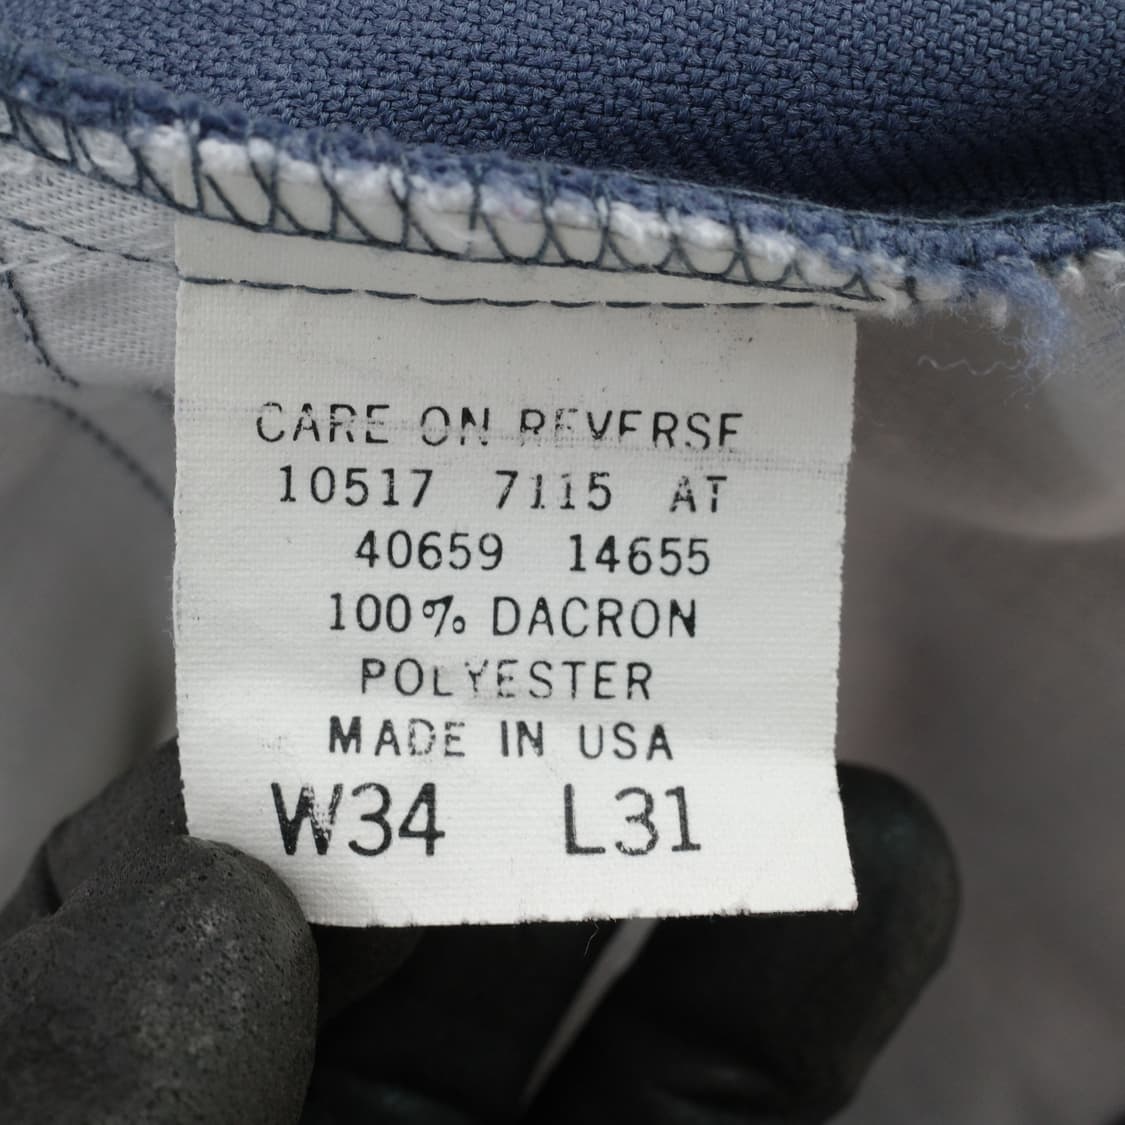 CARE ON REVERSE
10517 7115 AT
40659 14655
100% DACRON
POLYESTER
MADE IN USA
W34 L31